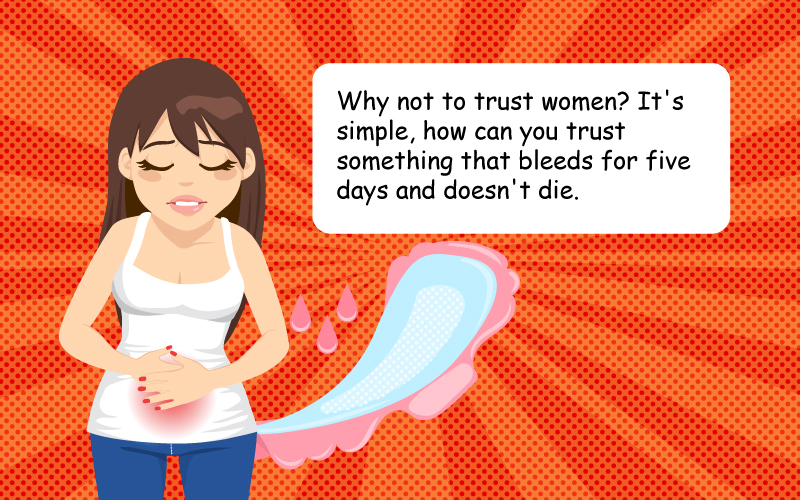 Why not to trust women? It's
simple, how can you trust
something that bleeds for five
days and doesn't die.